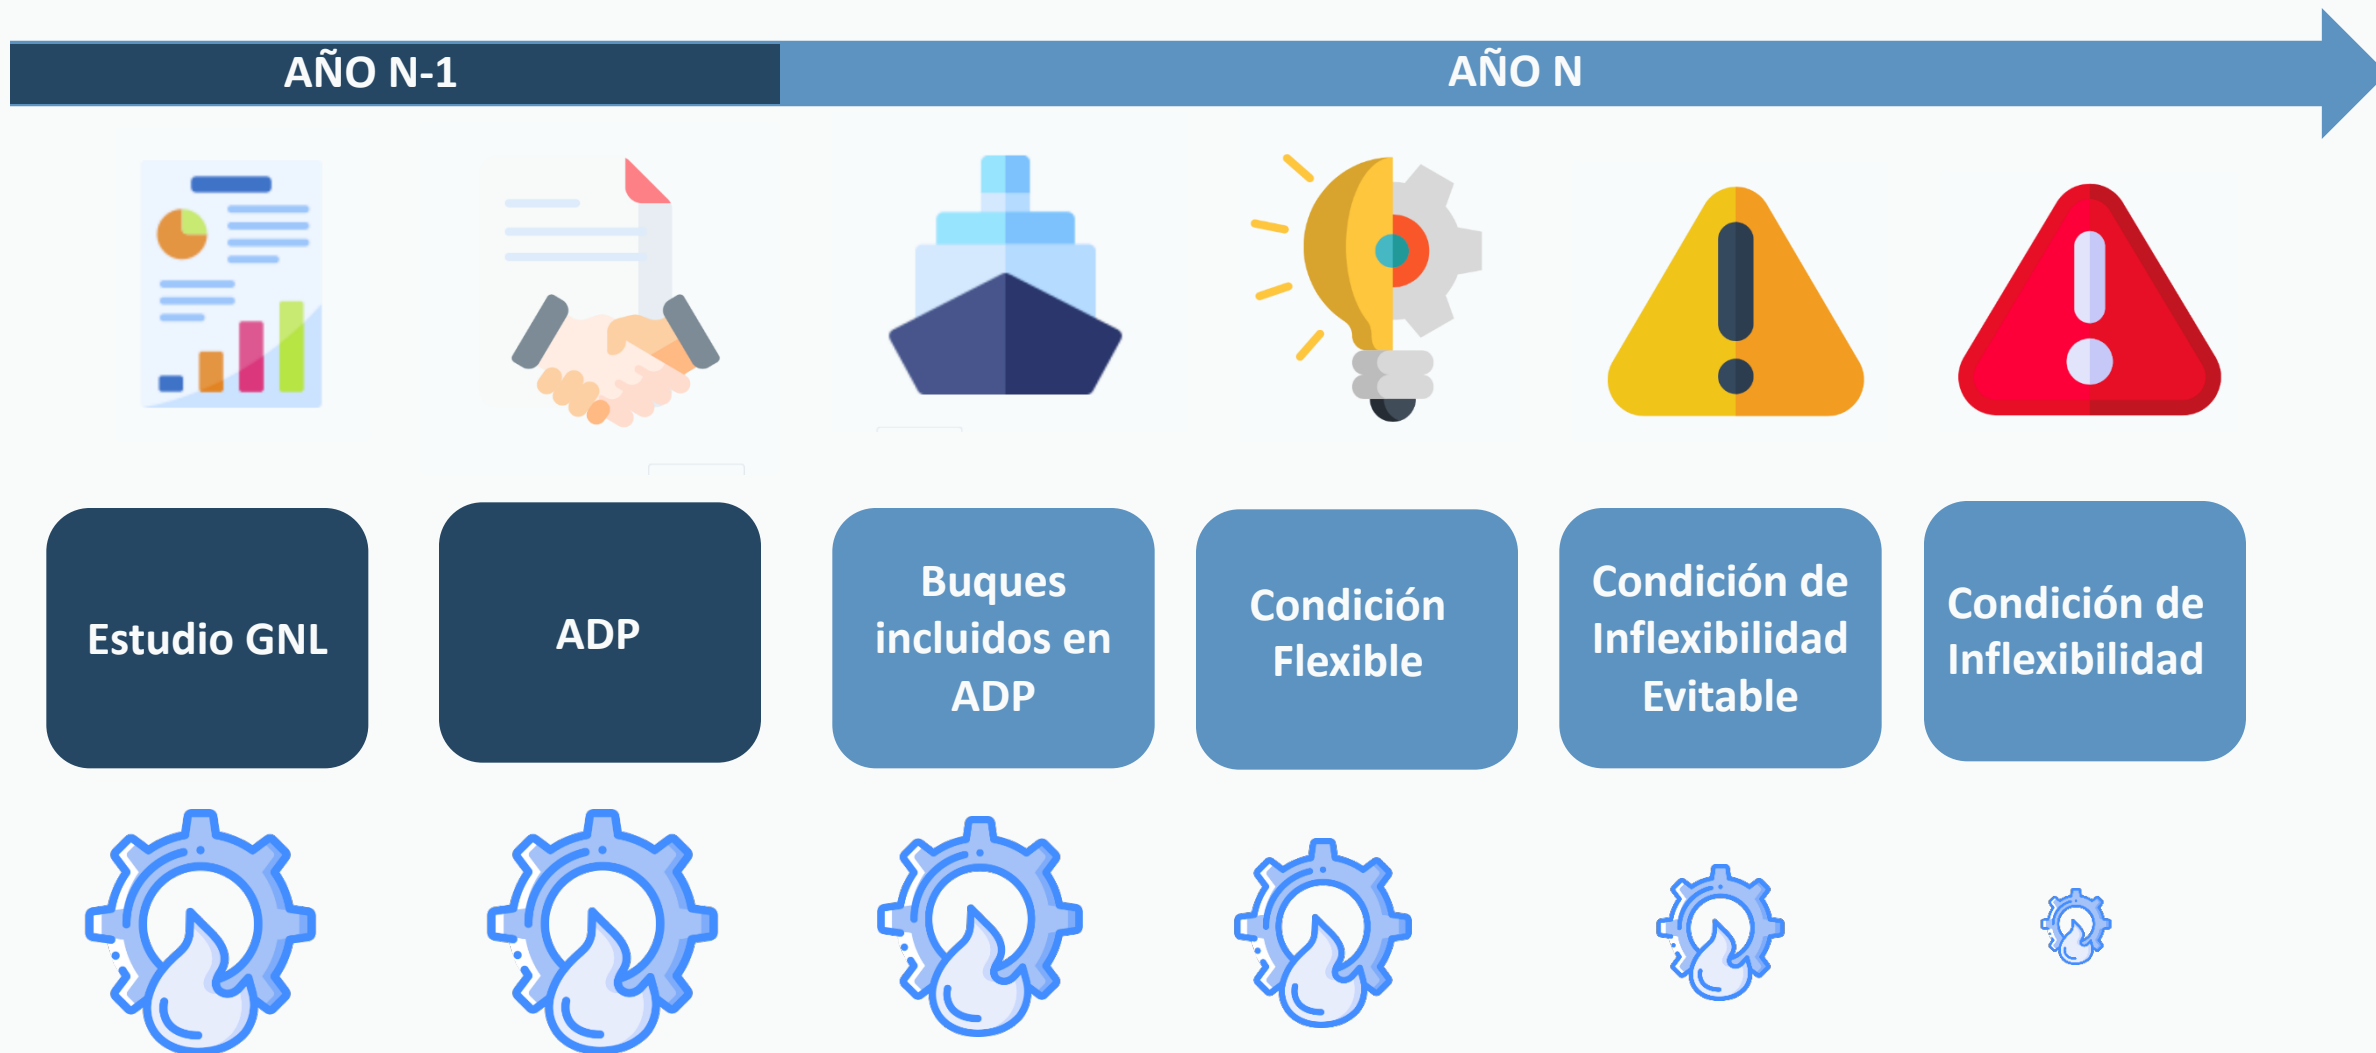 AÑO N-1
AÑO N
Estudio GNL
ADP
Buques
incluidos en
ADP
Condición
Flexible
Condición de
Inflexibilidad
Evitable
Condición de
Inflexibilidad